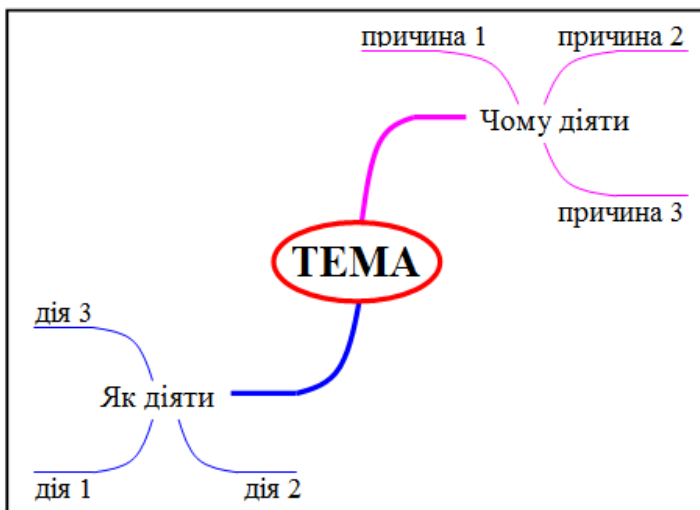 причина 1
причина 2
Чому діяти
причина 3
ТЕМА
дія 3
Як діяти
дія 1
дія 2